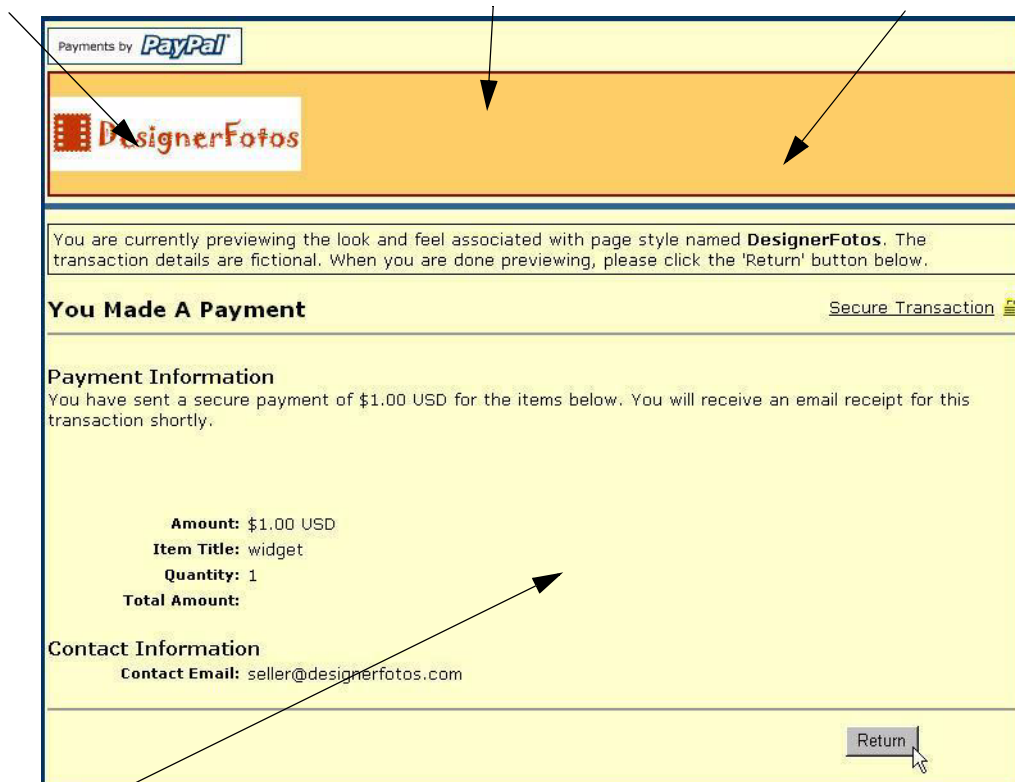 Payments by PayPal
DesignerFotos
You are currently previewing the look and feel associated with page style named DesignerFotos. The
transaction details are fictional. When you are done previewing, please click the 'Return' button below.
You Made A Payment Secure Transaction
Payment Information
You have sent a secure payment of $1.00 USD for the items below. You will receive an email receipt for this
transaction shortly.
Amount: $1.00 USD
Item Title: widget
Quantity: 1
Total Amount:
Contact Information
Contact Email: seller@designerfotos.com
Return